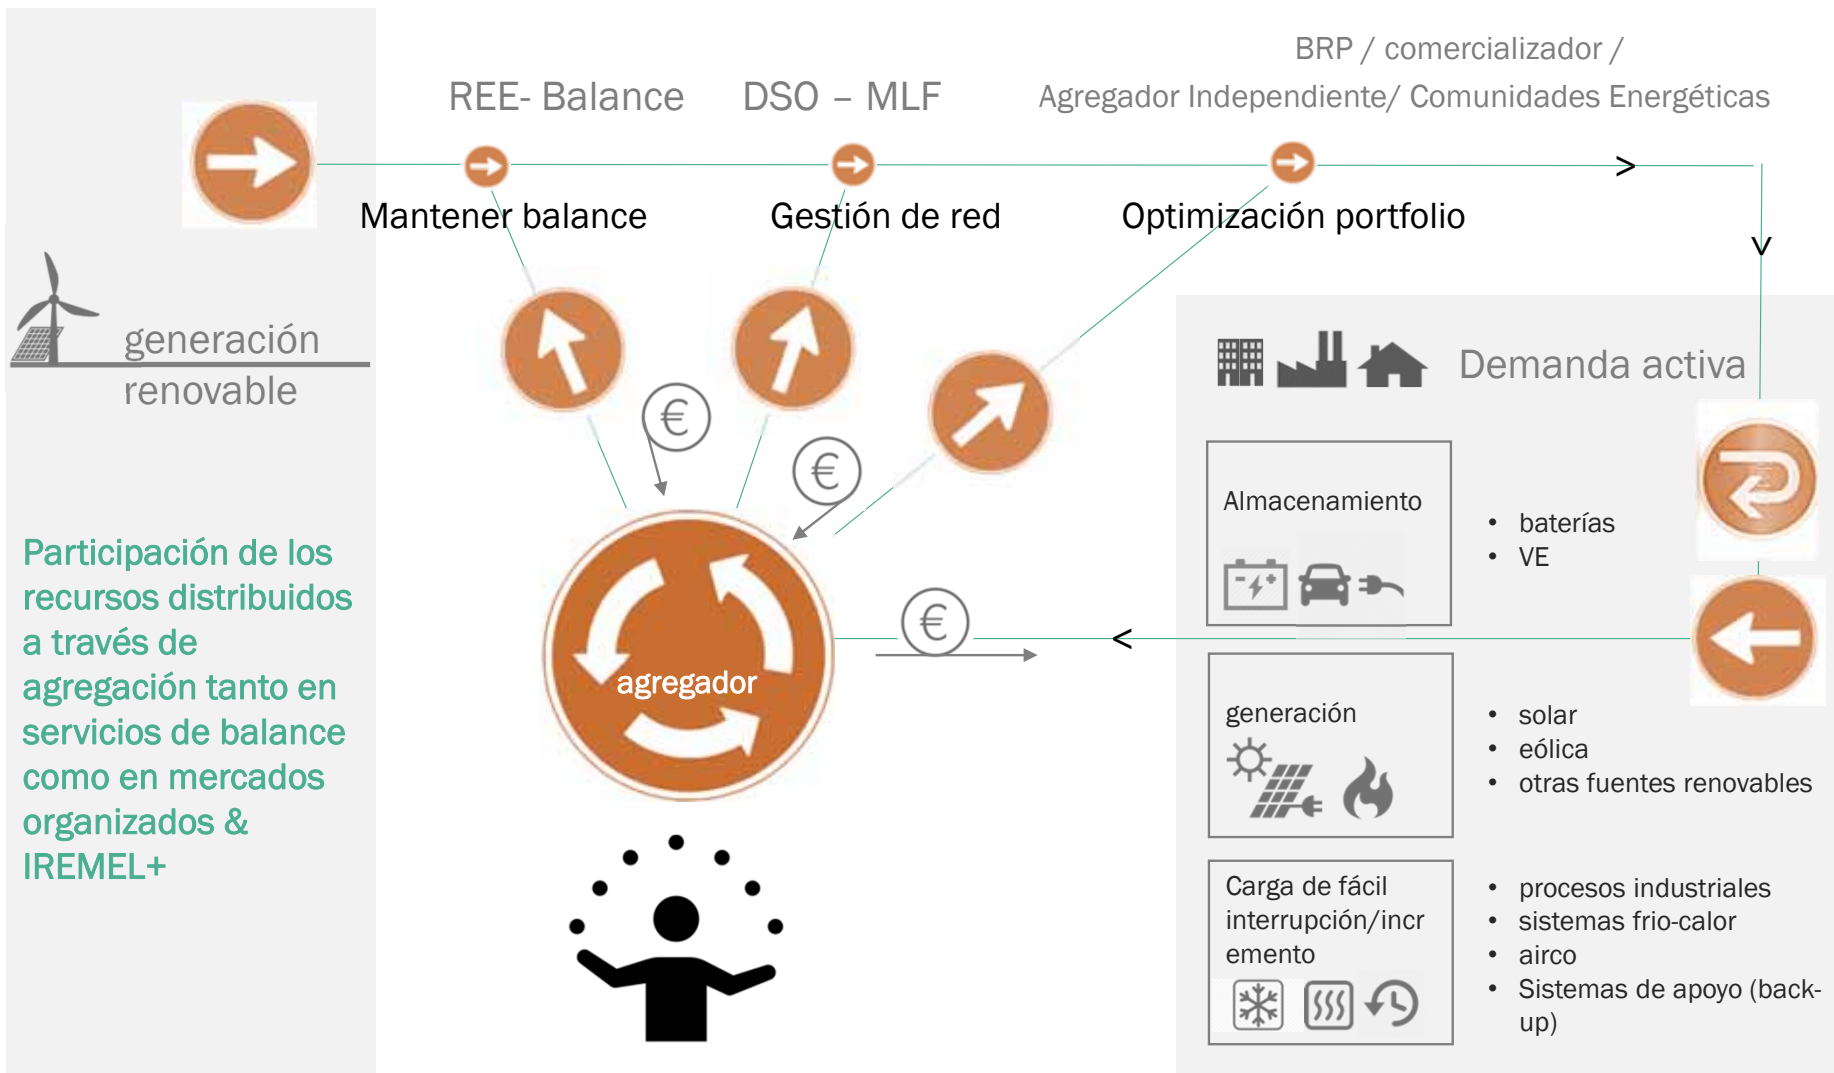 BRP / comercializador /
REE- Balance
DSO – MLF
Agregador Independiente/ Comunidades Energéticas
>
Mantener balance
Gestión de red
Optimización portfolio
>
generación
renovable
€
€
€
<
Participación de los
recursos distribuidos
a través de
agregación tanto en
servicios de balance
como en mercados
organizados &
IREMEL+
agregador
Demanda activa
Almacenamiento
• baterías
• VE
generación
• solar
• eólica
• otras fuentes renovables
Carga de fácil
interrupción/incr
emento
• procesos industriales
• sistemas frio-calor
• airco
• Sistemas de apoyo (back-
up)